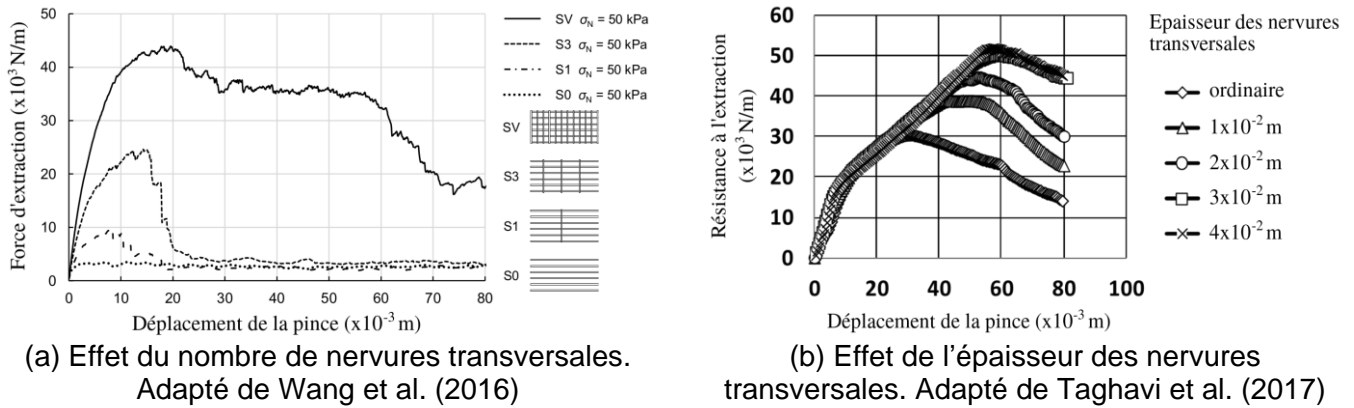 50
40
30
20
10
0
Force d'extraction (x10³ N/m)
0 10 20 30 40 50 60 70 80
Déplacement de la pince (x10⁻³ m)
SV σN = 50 kPa
S3 σN = 50 kPa
S1 σN = 50 kPa
S0 σN = 50 kPa
SV
S3
S1
S0
(a) Effet du nombre de nervures transversales.
Adapté de Wang et al. (2016)
60
50
40
30
20
10
00
Résistance à l'extraction
(x10³ N/m)
0 20 40 60 80 100
Déplacement de la pince (x10⁻³ m)
Epaisseur des nervures
transversales
ordinaire
1x10⁻² m
2x10⁻² m
3x10⁻² m
4x10⁻² m
(b) Effet de l’épaisseur des nervures
transversales. Adapté de Taghavi et al. (2017)